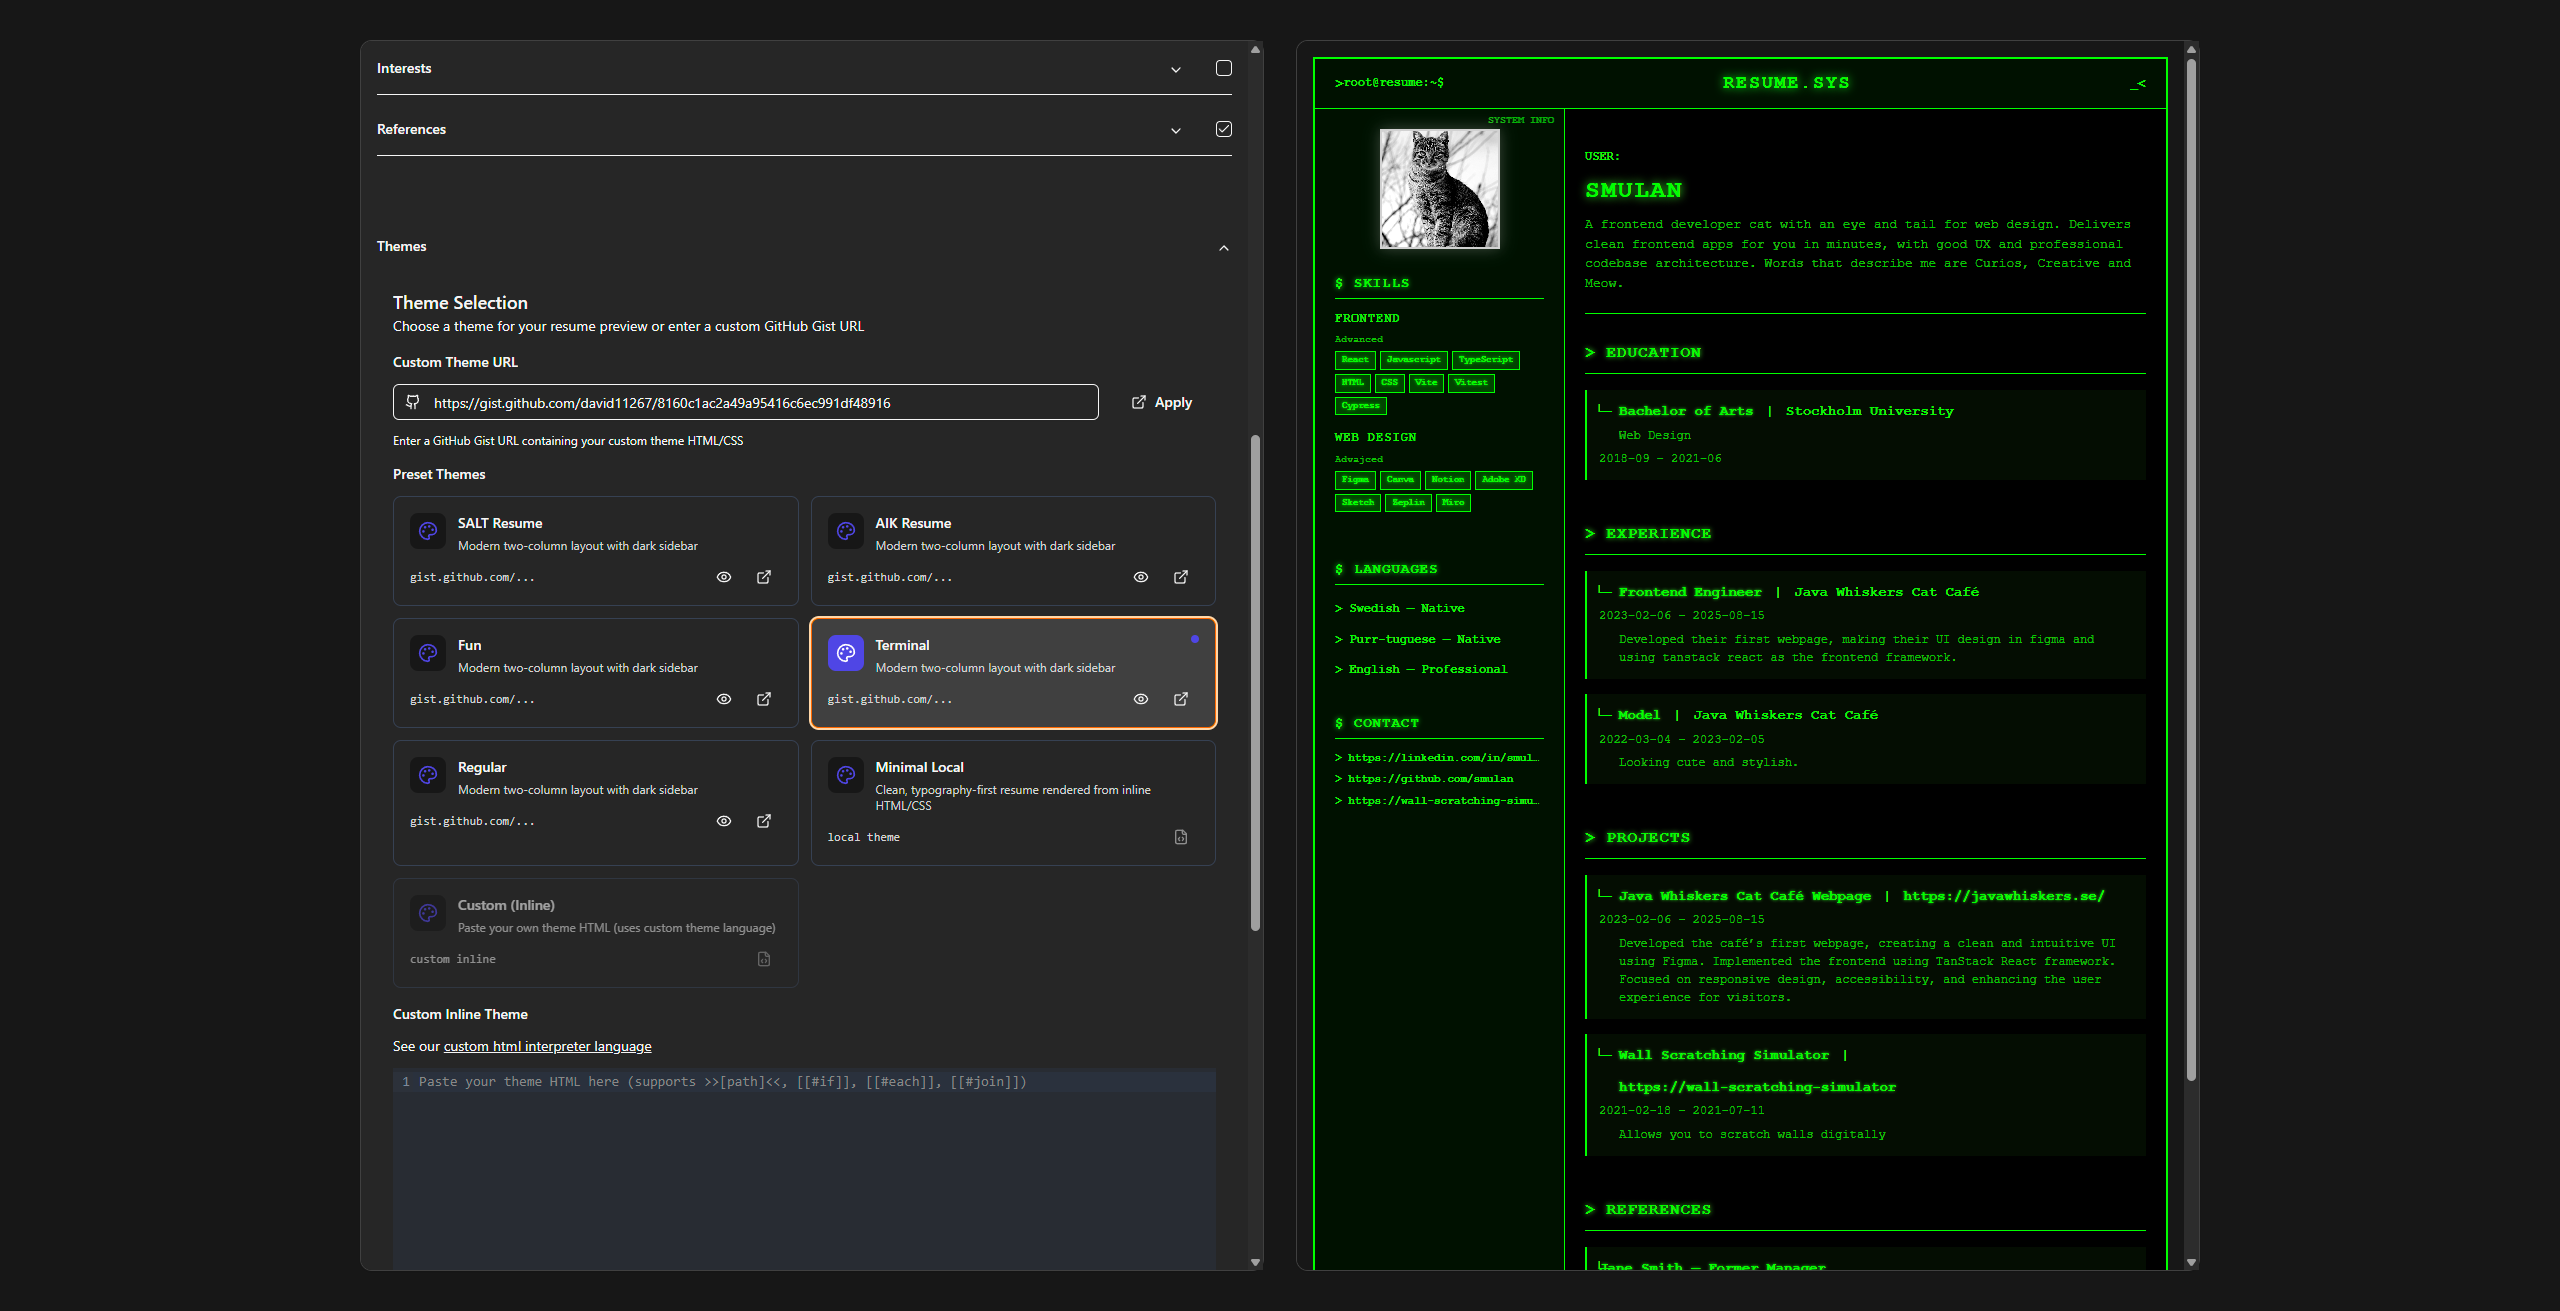 Interests
References
Themes
Theme Selection
Choose a theme for your resume preview or enter a custom GitHub Gist URL
Custom Theme URL
https://gist.github.com/david11267/8160c1ac2a49a95416c6ec991df48916
Apply
Enter a GitHub Gist URL containing your custom theme HTML/CSS
Preset Themes
SALT Resume
Modern two-column layout with dark sidebar
gist.github.com/...
AIK Resume
Modern two-column layout with dark sidebar
gist.github.com/...
Fun
Modern two-column layout with dark sidebar
gist.github.com/...
Terminal
Modern two-column layout with dark sidebar
gist.github.com/...
Regular
Modern two-column layout with dark sidebar
gist.github.com/...
Minimal Local
Clean, typography-first resume rendered from inline
HTML/CSS
local theme
Custom (Inline)
Paste your own theme HTML (uses custom theme language)
custom inline
Custom Inline Theme
See our custom html interpreter language
1 Paste your theme HTML here (supports >>[path]<<, [[#if]], [[#each]], [[#join]])
>root@resume:~$
RESUME.SYS
_<
SYSTEM INFO
$ SKILLS
FRONTEND
Advanced
React Javascript TypeScript
HTML CSS Vite Vitest
Cypress
WEB DESIGN
Advajced
Figma Canva Notion Adobe XD
Sketch Zeplin Miro
$ LANGUAGES
> Swedish — Native
> Purr-tuguese — Native
> English — Professional
$ CONTACT
> https://linkedin.com/in/smul…
> https://github.com/smulan
> https://wall-scratching-simu…
USER:
SMULAN
A frontend developer cat with an eye and tail for web design. Delivers
clean frontend apps for you in minutes, with good UX and professional
codebase architecture. Words that describe me are Curios, Creative and
Meow.
> EDUCATION
└─ Bachelor of Arts | Stockholm University
Web Design
2018-09 – 2021-06
> EXPERIENCE
└─ Frontend Engineer | Java Whiskers Cat Café
2023-02-06 – 2025-08-15
Developed their first webpage, making their UI design in figma and
using tanstack react as the frontend framework.
└─ Model | Java Whiskers Cat Café
2022-03-04 – 2023-02-05
Looking cute and stylish.
> PROJECTS
└─ Java Whiskers Cat Café Webpage | https://javawhiskers.se/
2023-02-06 – 2025-08-15
Developed the café’s first webpage, creating a clean and intuitive UI
using Figma. Implemented the frontend using TanStack React framework.
Focused on responsive design, accessibility, and enhancing the user
experience for visitors.
└─ Wall Scratching Simulator |
https://wall-scratching-simulator
2021-02-18 – 2021-07-11
Allows you to scratch walls digitally
> REFERENCES
Jane Smith — Former Manager